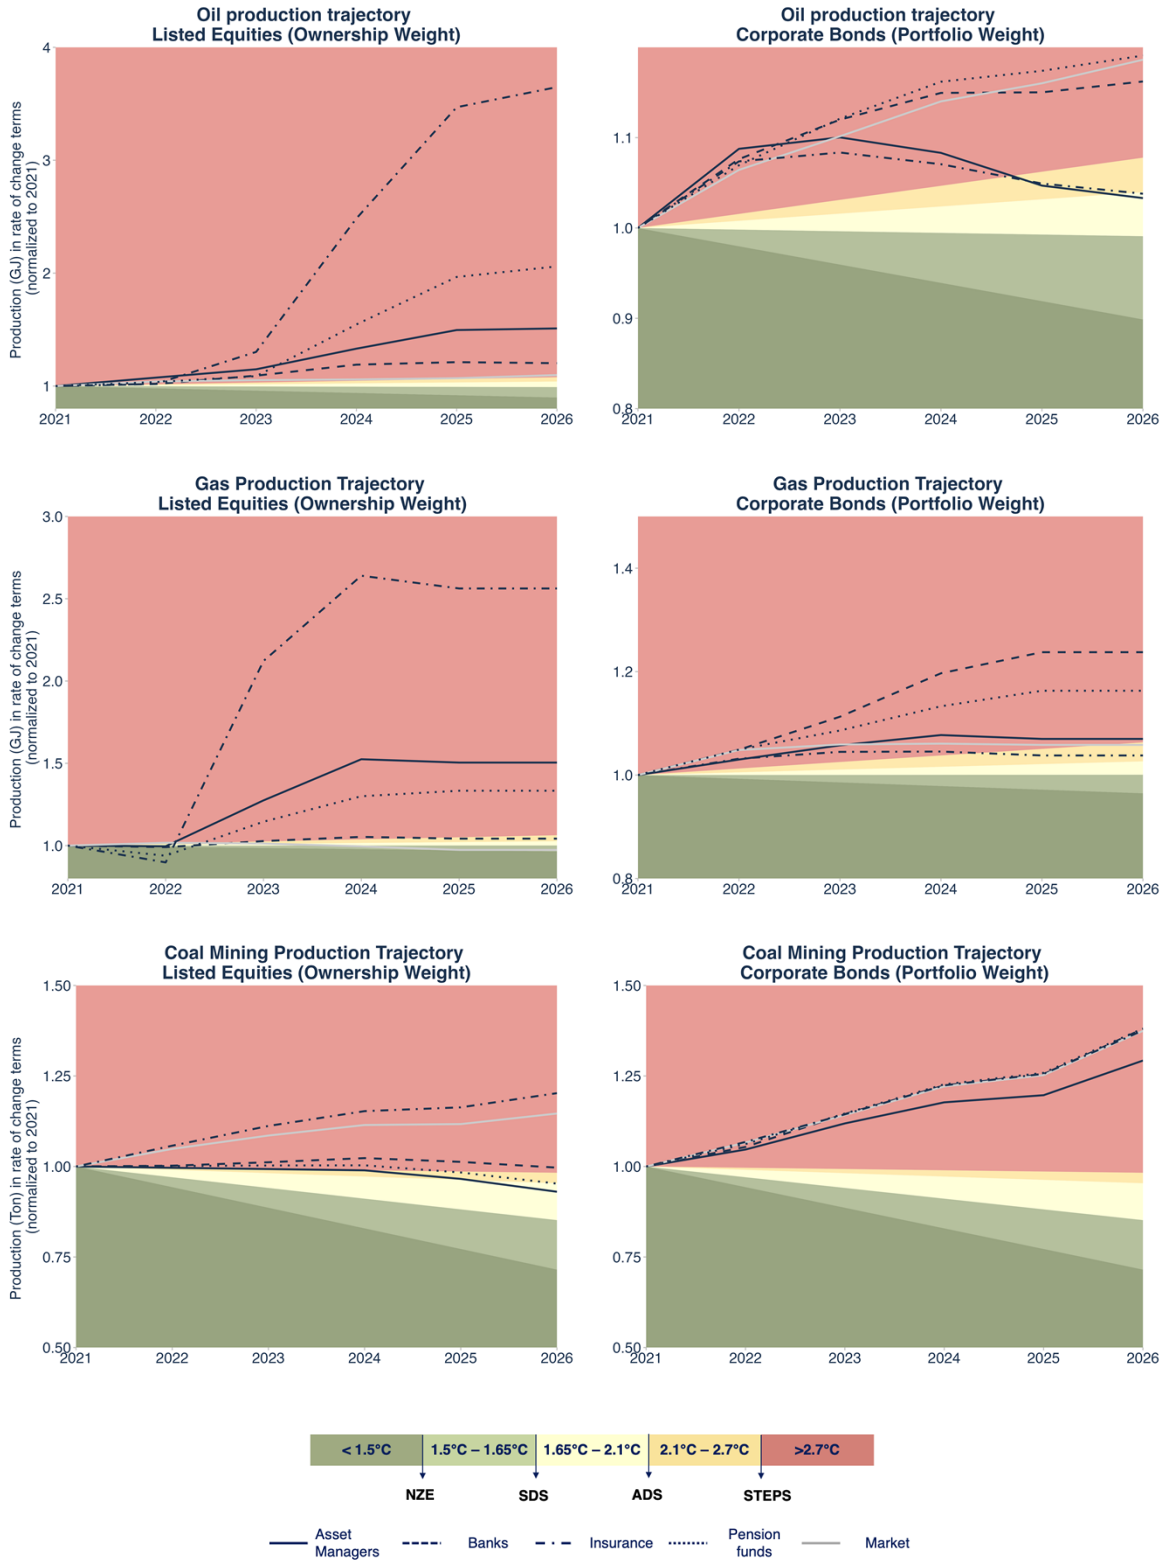 Oil production trajectory
Listed Equities (Ownership Weight)
Production (GJ) in rate of change terms
(normalized to 2021)
4
3
2
1
2021 2022 2023 2024 2025 2026
Oil production trajectory
Corporate Bonds (Portfolio Weight)
1.1
1.0
0.9
0.8
2021 2022 2023 2024 2025 2026
Gas Production Trajectory
Listed Equities (Ownership Weight)
Production (GJ) in rate of change terms
(normalized to 2021)
3.0
2.5
2.0
1.5
1.0
2021 2022 2023 2024 2025 2026
Gas Production Trajectory
Corporate Bonds (Portfolio Weight)
1.4
1.2
1.0
0.8
2021 2022 2023 2024 2025 2026
Coal Mining Production Trajectory
Listed Equities (Ownership Weight)
Production (Ton) in rate of change terms
(normalized to 2021)
1.50
1.25
1.00
0.75
0.50
2021 2022 2023 2024 2025 2026
Coal Mining Production Trajectory
Corporate Bonds (Portfolio Weight)
1.50
1.25
1.00
0.75
0.50
2021 2022 2023 2024 2025 2026
< 1.5°C 1.5°C – 1.65°C 1.65°C – 2.1°C 2.1°C – 2.7°C >2.7°C
NZE SDS ADS STEPS
Asset
Managers
Banks
Insurance
Pension
funds
Market